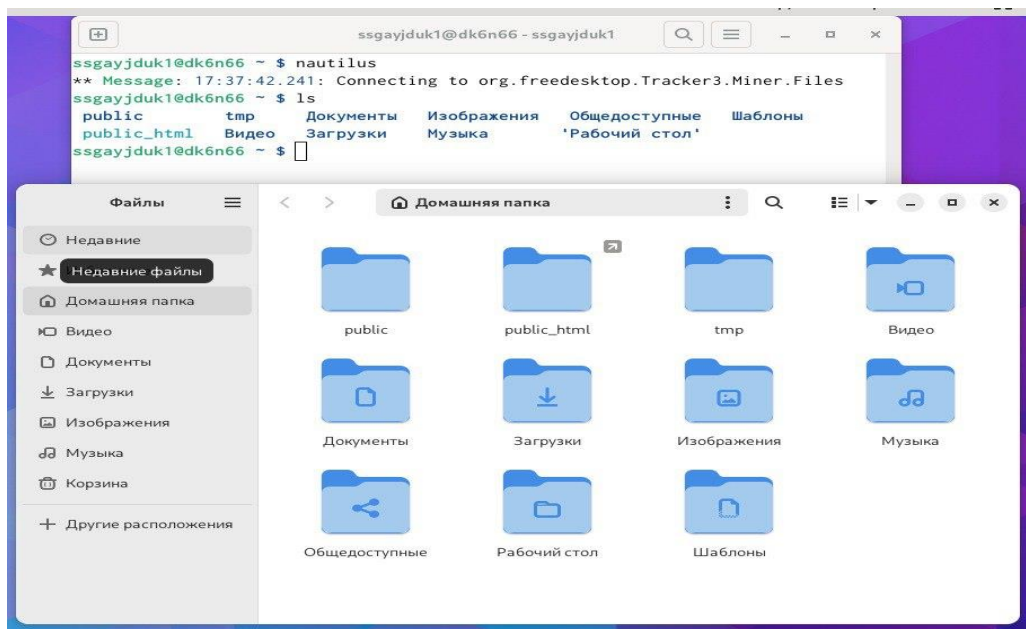 ssgayjduk1@dk6n66 - ssgayjduk1
ssgayjduk1@dk6n66 ~ $ nautilus
** Message: 17:37:42.241: Connecting to org.freedesktop.Tracker3.Miner.Files
ssgayjduk1@dk6n66 ~ $ ls
public tmp Документы Изображения Общедоступные Шаблоны
public_html Видео Загрузки Музыка 'Рабочий стол'
ssgayjduk1@dk6n66 ~ $
Файлы
Домашняя папка
Недавние
Недавние файлы
Домашняя папка
Видео
Документы
Загрузки
Изображения
Музыка
Корзина
+ Другие расположения
public public_html tmp Видео
Документы Загрузки Изображения Музыка
Общедоступные Рабочий стол Шаблоны